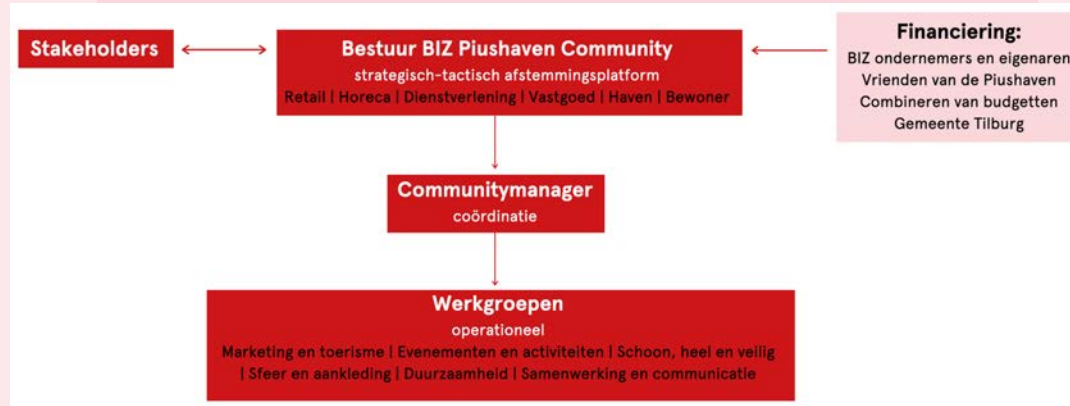 Stakeholders
Bestuur BIZ Piushaven Community
strategisch-tactisch afstemmingsplatform
Retail | Horeca | Dienstverlening | Vastgoed | Haven | Bewoner
Financiering:
BIZ ondernemers en eigenaren
Vrienden van de Piushaven
Combineren van budgetten
Gemeente Tilburg
Communitymanager
coördinatie
Werkgroepen
operationeel
Marketing en toerisme | Evenementen en activiteiten | Schoon, heel en veilig
| Sfeer en aankleding | Duurzaamheid | Samenwerking en communicatie